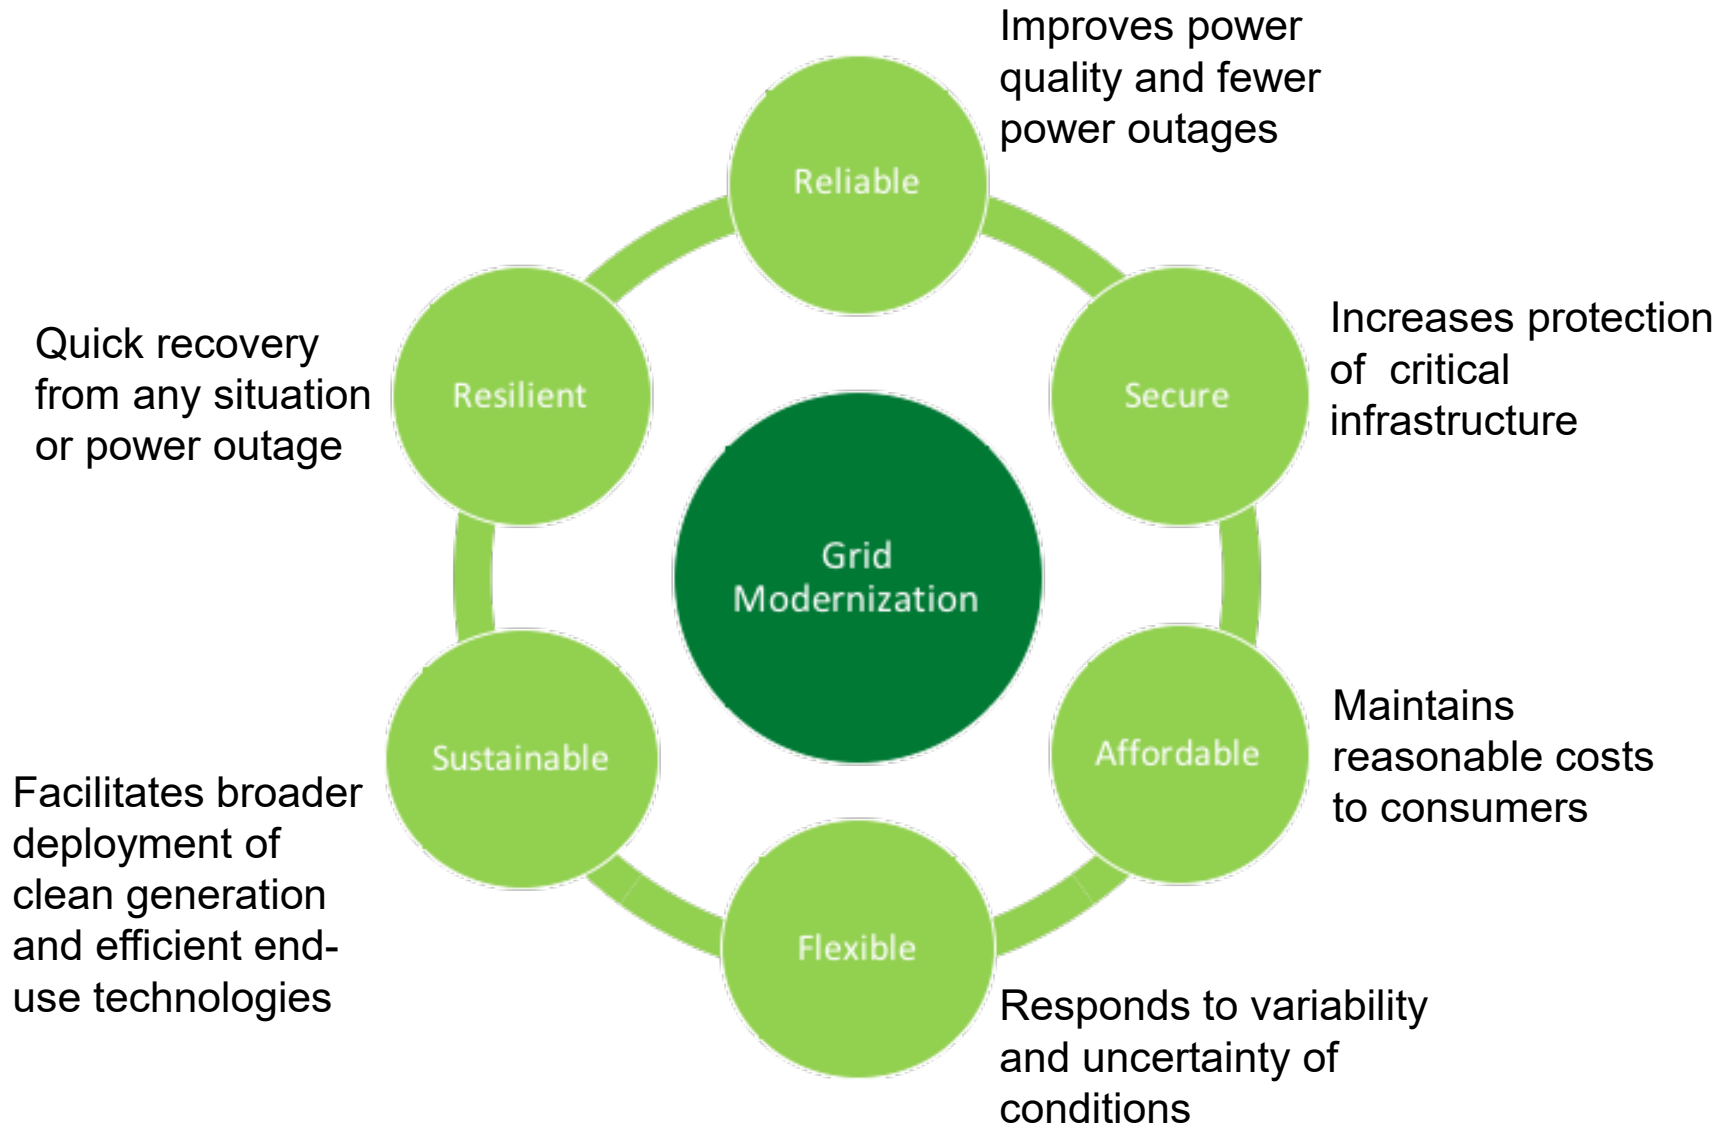 Improves power
quality and fewer
power outages
Reliable
Quick recovery
from any situation
or power outage
Resilient
Secure
Increases protection
of  critical
infrastructure
Grid
Modernization
Sustainable
Facilitates broader
deployment of
clean generation
and efficient end-
use technologies
Affordable
Maintains
reasonable costs
to consumers
Flexible
Responds to variability
and uncertainty of
conditions